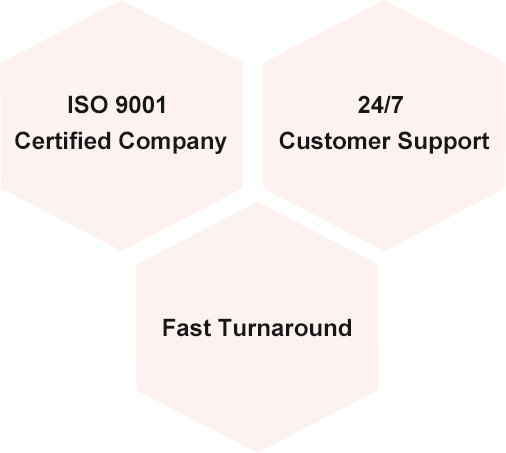 ISO 9001
Certified Company
24/7
Customer Support
Fast Turnaround